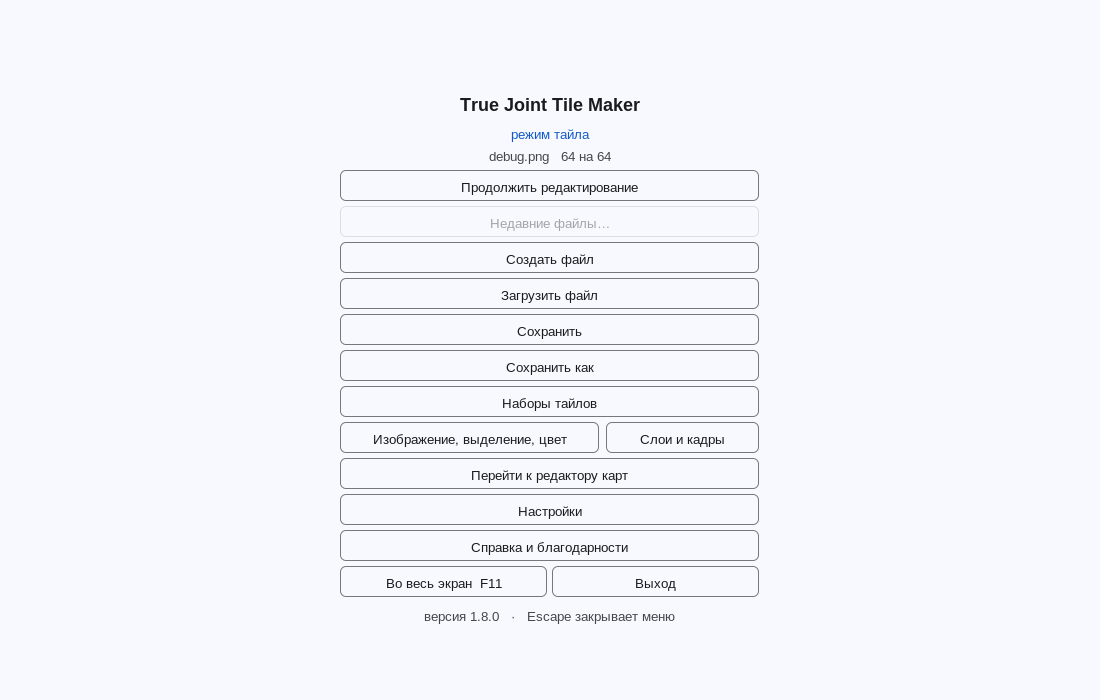 True Joint Tile Maker
режим тайла
debug.png 64 на 64
Продолжить редактирование
Недавние файлы…
Создать файл
Загрузить файл
Сохранить
Сохранить как
Наборы тайлов
Изображение, выделение, цвет Слои и кадры
Перейти к редактору карт
Настройки
Справка и благодарности
Во весь экран F11 Выход
версия 1.8.0 · Escape закрывает меню